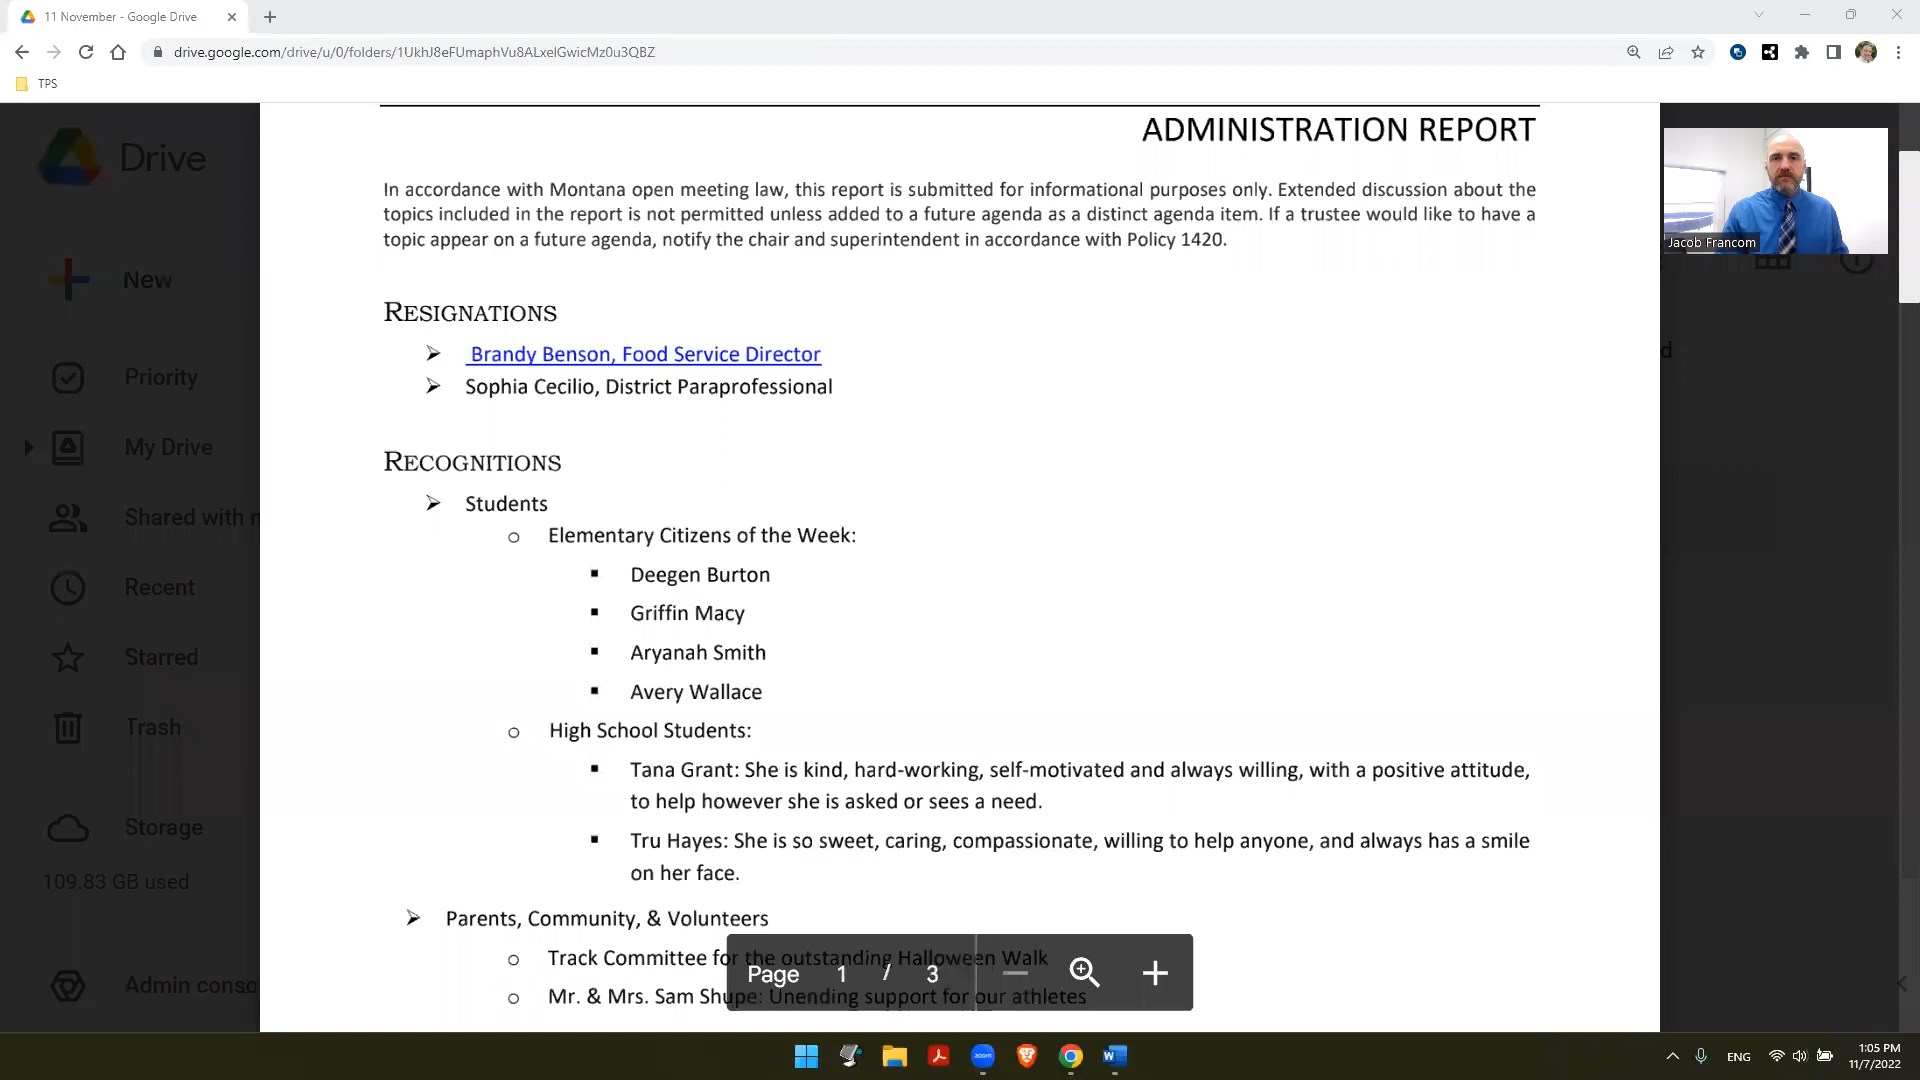 11 November - Google Drive
drive.google.com/drive/u/0/folders/1UkhJ8eFUmaphVu8ALxelGwicMz0u3QBZ
TPS
Drive
New
Priority
My Drive
Shared with
Recent
Starred
Trash
Storage
109.83 GB used
Admin conso
ADMINISTRATION REPORT
In accordance with Montana open meeting law, this report is submitted for informational purposes only. Extended discussion about the
topics included in the report is not permitted unless added to a future agenda as a distinct agenda item. If a trustee would like to have a
topic appear on a future agenda, notify the chair and superintendent in accordance with Policy 1420.
RESIGNATIONS
➢ Brandy Benson, Food Service Director
➢ Sophia Cecilio, District Paraprofessional
RECOGNITIONS
➢ Students
o Elementary Citizens of the Week:
▪ Deegen Burton
▪ Griffin Macy
▪ Aryanah Smith
▪ Avery Wallace
o High School Students:
▪ Tana Grant: She is kind, hard-working, self-motivated and always willing, with a positive attitude,
to help however she is asked or sees a need.
▪ Tru Hayes: She is so sweet, caring, compassionate, willing to help anyone, and always has a smile
on her face.
➢ Parents, Community, & Volunteers
o Track Committee for the outstanding Halloween Walk
o Mr. & Mrs. Sam Shupe: Unending support for our athletes
Page 1 / 3
Jacob Francom
ENG
1:05 PM
11/7/2022